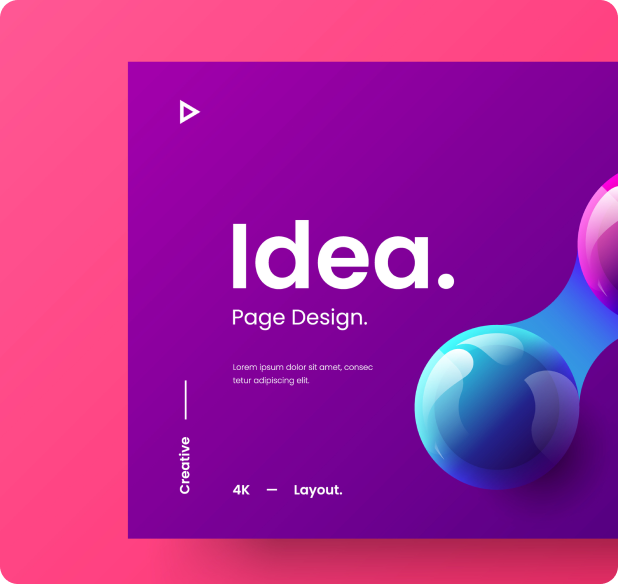 Idea.
Page Design.
Lorem ipsum dolor sit amet, consec
tetur adipiscing elit.
Creative
4K — Layout.